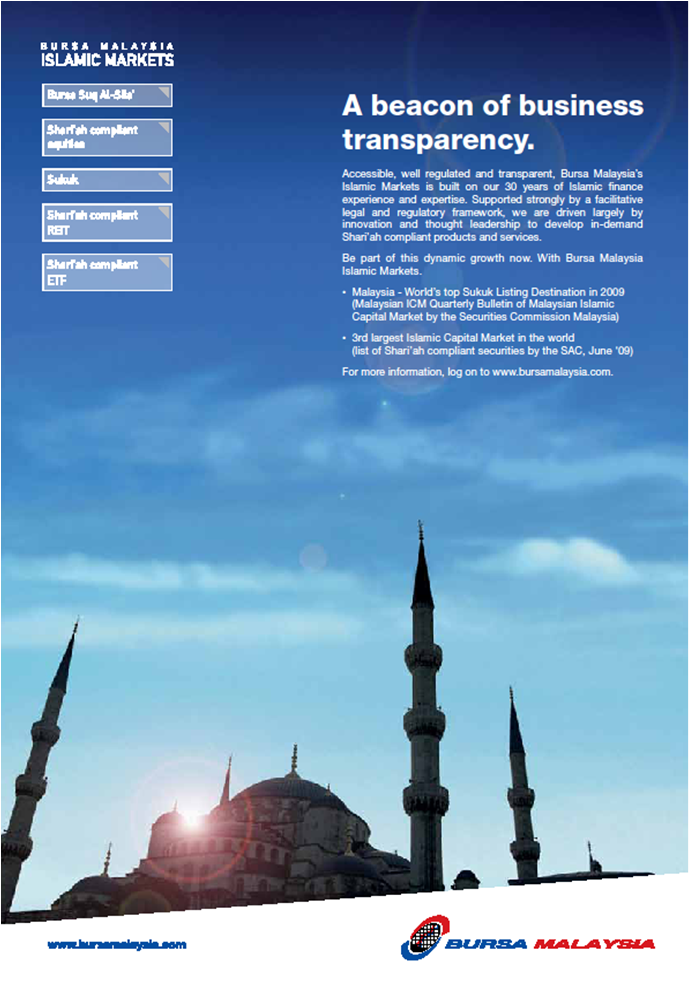 BURSA MALAYSIA
ISLAMIC MARKETS
Bursa Suq Al-Sila'
Shari'ah compliant
equities
Sukuk
Shari'ah compliant
REIT
Shari'ah compliant
ETF
A beacon of business
transparency.
Accessible, well regulated and transparent, Bursa Malaysia's
Islamic Markets is built on our 30 years of Islamic finance
experience and expertise. Supported strongly by a facilitative
legal and regulatory framework, we are driven largely by
innovation and thought leadership to develop in-demand
Shari'ah compliant products and services.
Be part of this dynamic growth now. With Bursa Malaysia
Islamic Markets.
• Malaysia - World's top Sukuk Listing Destination in 2009
(Malaysian ICM Quarterly Bulletin of Malaysian Islamic
Capital Market by the Securities Commission Malaysia)
• 3rd largest Islamic Capital Market in the world
(list of Shari'ah compliant securities by the SAC, June '09)
For more information, log on to www.bursamalaysia.com.
www.bursamalaysia.com
BURSA MALAYSIA